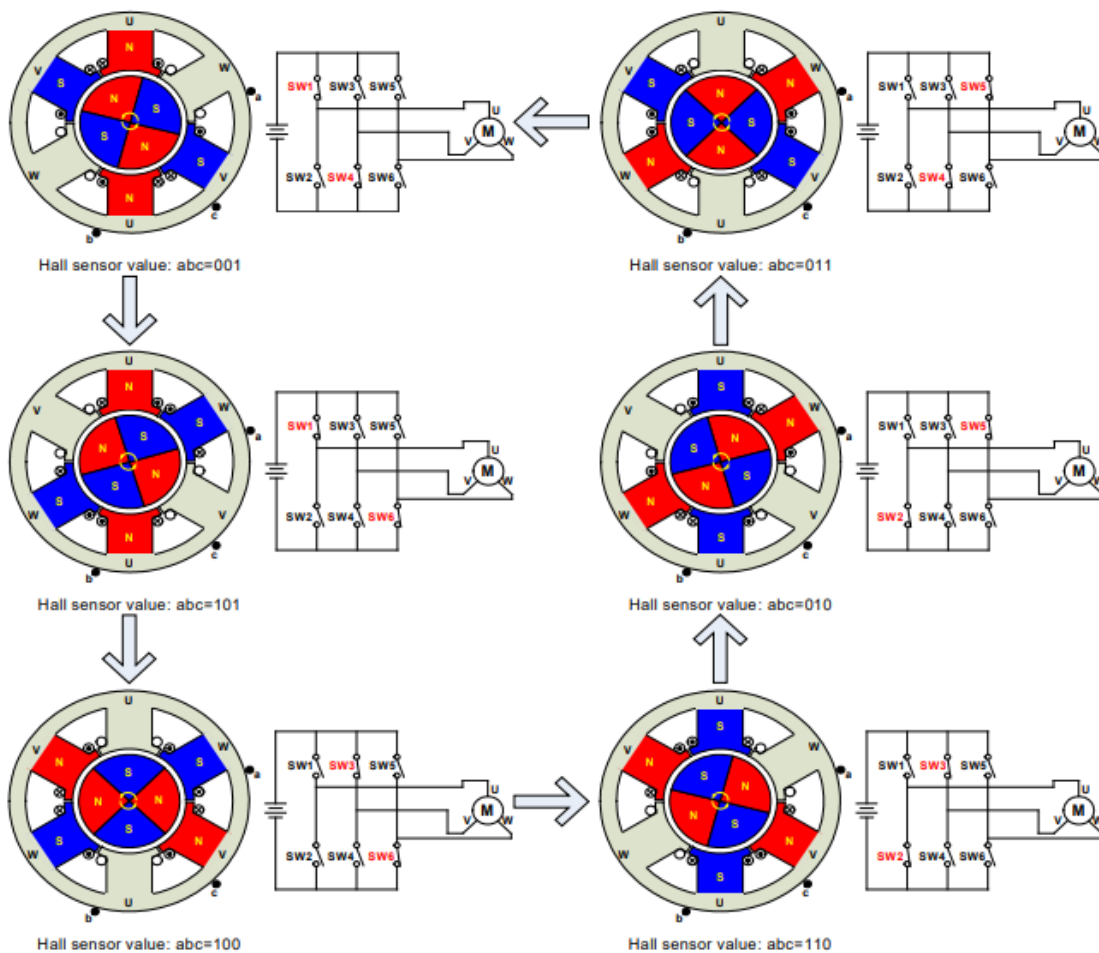 U
N
V
S
W
N
S
S
N
S
W
V
N
U
a
b
c
SW1 SW3 SW5
SW2 SW4 SW6
U
M
V
W
Hall sensor value: abc=001
U
V
S
W
N
N
S
S
N
N
S
W
V
U
a
b
c
SW1 SW3 SW5
SW2 SW4 SW6
U
M
V
W
Hall sensor value: abc=011
U
N
V
W
S
S
N
N
S
S
W
V
N
U
a
b
c
SW1 SW3 SW5
SW2 SW4 SW6
U
M
V
W
Hall sensor value: abc=101
U
S
V
W
N
N
S
S
N
N
W
V
S
U
a
b
c
SW1 SW3 SW5
SW2 SW4 SW6
U
M
V
W
Hall sensor value: abc=010
U
V
N
W
S
S
N
N
S
S
N
W
V
U
a
b
c
SW1 SW3 SW5
SW2 SW4 SW6
U
M
V
W
Hall sensor value: abc=100
U
S
V
N
W
S
N
N
S
N
W
V
S
U
a
b
c
SW1 SW3 SW5
SW2 SW4 SW6
U
M
V
W
Hall sensor value: abc=110